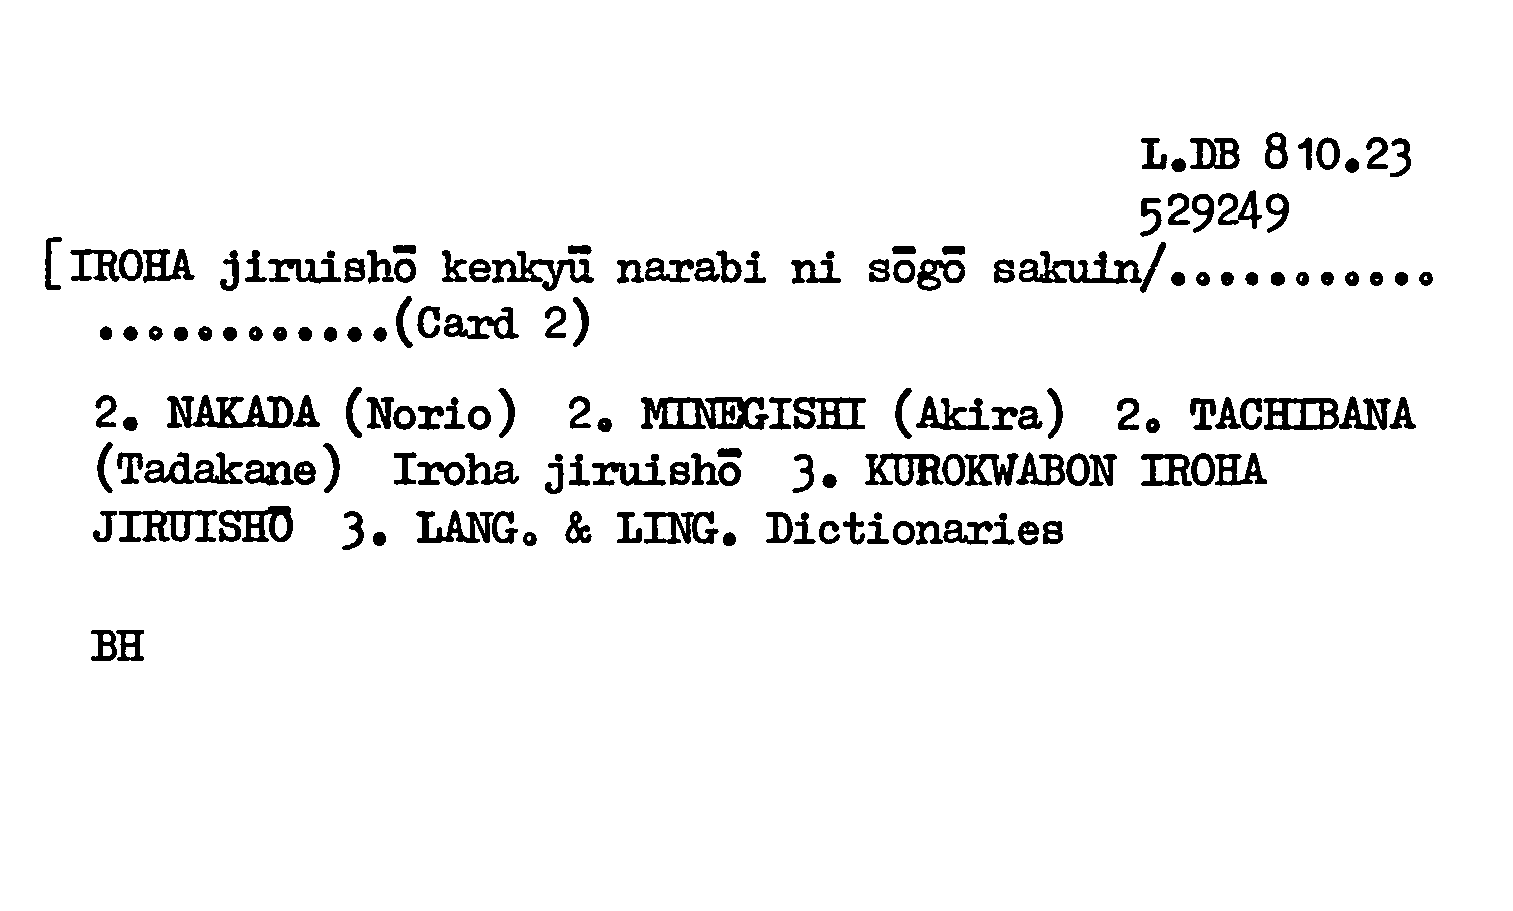 L.DB 810.23
529249
[IROHA jiruishō kenkyū narabi ni sōgō sakuin/...........
............(Card 2)
2. NAKADA (Norio)  2. MINEGISHI (Akira)  2. TACHIBANA
(Tadakane)  Iroha jiruishō  3. KUROKWABON IROHA
JIRUISHŌ  3. LANG. & LING. Dictionaries
BH